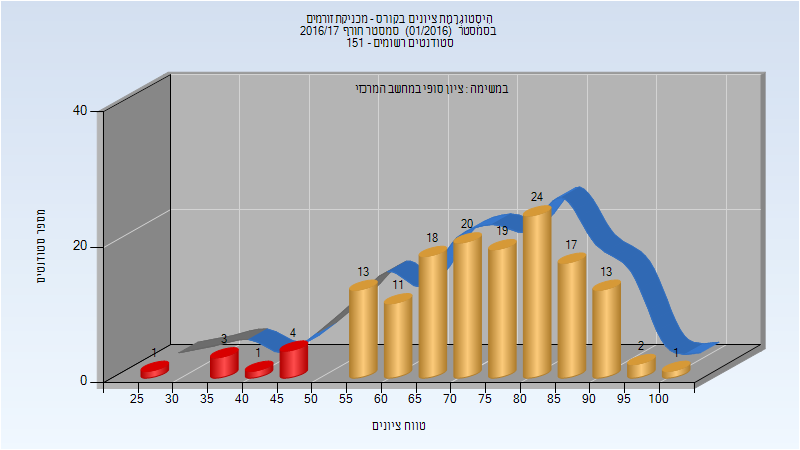 היסטוגרמת ציונים בקורס - מכניקת זורמים
בסמסטר (01/2016) סמסטר חורף 2016/17
סטודנטים רשומים - 151
במשימה : ציון סופי במחשב המרכזי
מספר סטודנטים
40
20
0
1
3
1
4
13
11
18
20
19
24
17
13
2
1
25 30 35 40 45 50 55 60 65 70 75 80 85 90 95 100
טווח ציונים